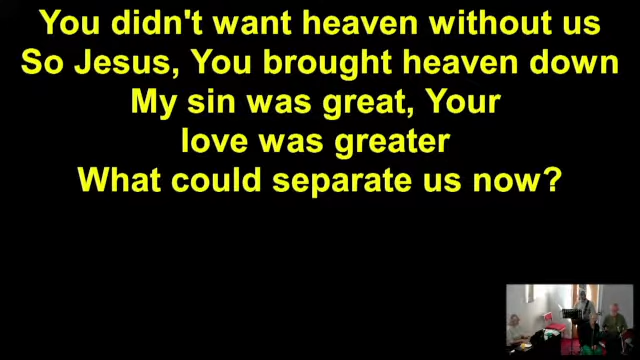 You didn't want heaven without us
So Jesus, You brought heaven down
My sin was great, Your
love was greater
What could separate us now?